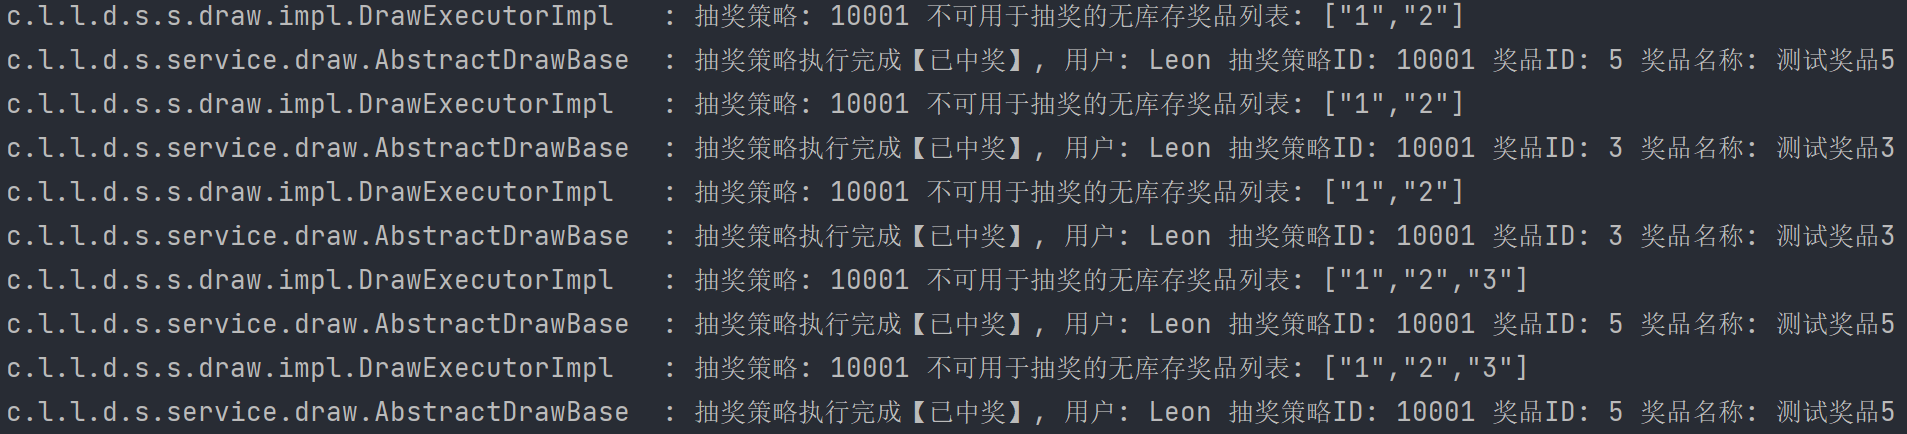 c.l.l.d.s.s.draw.impl.DrawExecutorImpl   : 抽奖策略: 10001 不可用于抽奖的无库存奖品列表: ["1","2"]
c.l.l.d.s.service.draw.AbstractDrawBase  : 抽奖策略执行完成【已中奖】, 用户: Leon 抽奖策略ID: 10001 奖品ID: 5 奖品名称: 测试奖品5
c.l.l.d.s.s.draw.impl.DrawExecutorImpl   : 抽奖策略: 10001 不可用于抽奖的无库存奖品列表: ["1","2"]
c.l.l.d.s.service.draw.AbstractDrawBase  : 抽奖策略执行完成【已中奖】, 用户: Leon 抽奖策略ID: 10001 奖品ID: 3 奖品名称: 测试奖品3
c.l.l.d.s.s.draw.impl.DrawExecutorImpl   : 抽奖策略: 10001 不可用于抽奖的无库存奖品列表: ["1","2"]
c.l.l.d.s.service.draw.AbstractDrawBase  : 抽奖策略执行完成【已中奖】, 用户: Leon 抽奖策略ID: 10001 奖品ID: 3 奖品名称: 测试奖品3
c.l.l.d.s.s.draw.impl.DrawExecutorImpl   : 抽奖策略: 10001 不可用于抽奖的无库存奖品列表: ["1","2","3"]
c.l.l.d.s.service.draw.AbstractDrawBase  : 抽奖策略执行完成【已中奖】, 用户: Leon 抽奖策略ID: 10001 奖品ID: 5 奖品名称: 测试奖品5
c.l.l.d.s.s.draw.impl.DrawExecutorImpl   : 抽奖策略: 10001 不可用于抽奖的无库存奖品列表: ["1","2","3"]
c.l.l.d.s.service.draw.AbstractDrawBase  : 抽奖策略执行完成【已中奖】, 用户: Leon 抽奖策略ID: 10001 奖品ID: 5 奖品名称: 测试奖品5